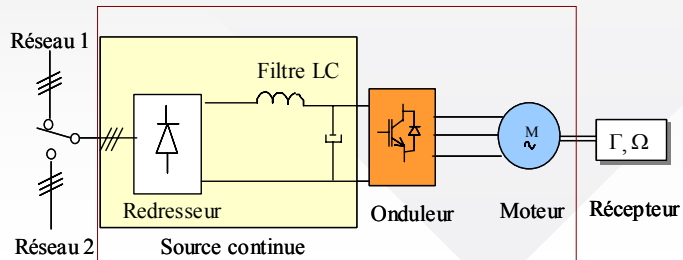 Réseau 1
Filtre LC
M
~
Γ, Ω
Redresseur
Onduleur
Moteur
Récepteur
Réseau 2
Source continue